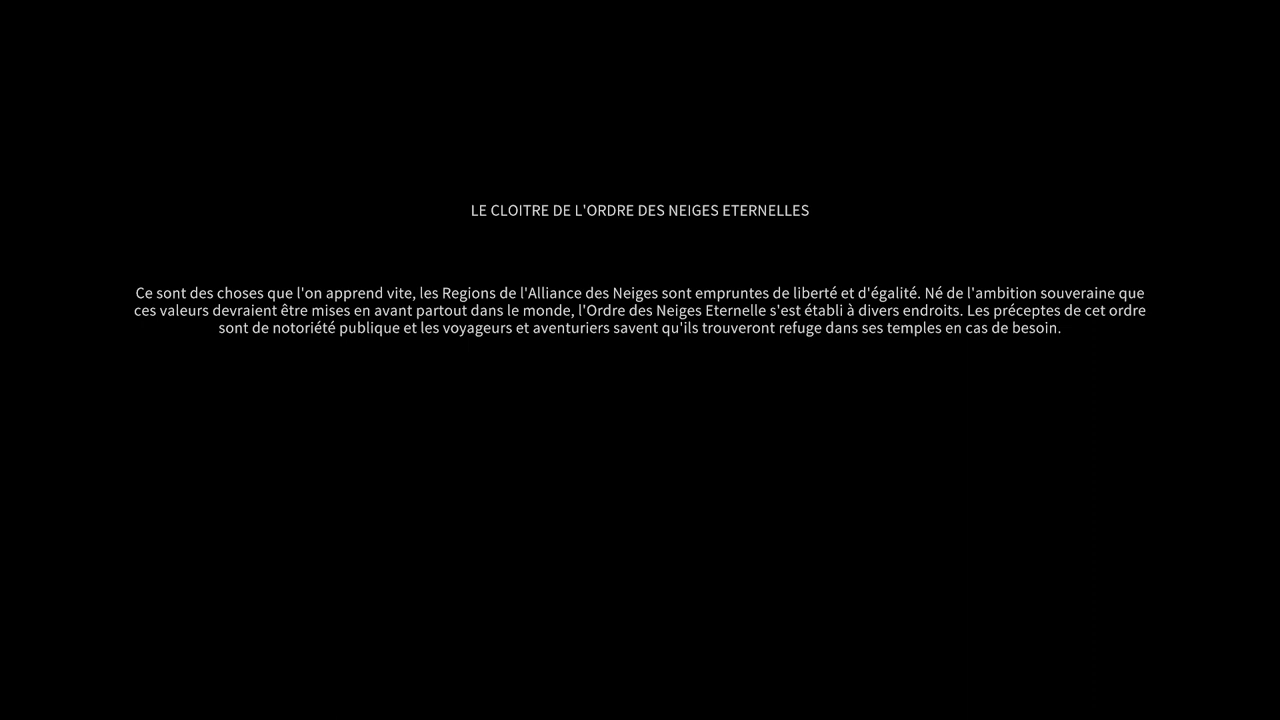 LE CLOITRE DE L'ORDRE DES NEIGES ETERNELLES
Ce sont des choses que l'on apprend vite, les Regions de l'Alliance des Neiges sont empruntes de liberté et d'égalité. Né de l'ambition souveraine que
ces valeurs devraient être mises en avant partout dans le monde, l'Ordre des Neiges Eternelle s'est établi à divers endroits. Les préceptes de cet ordre
sont de notoriété publique et les voyageurs et aventuriers savent qu'ils trouveront refuge dans ses temples en cas de besoin.